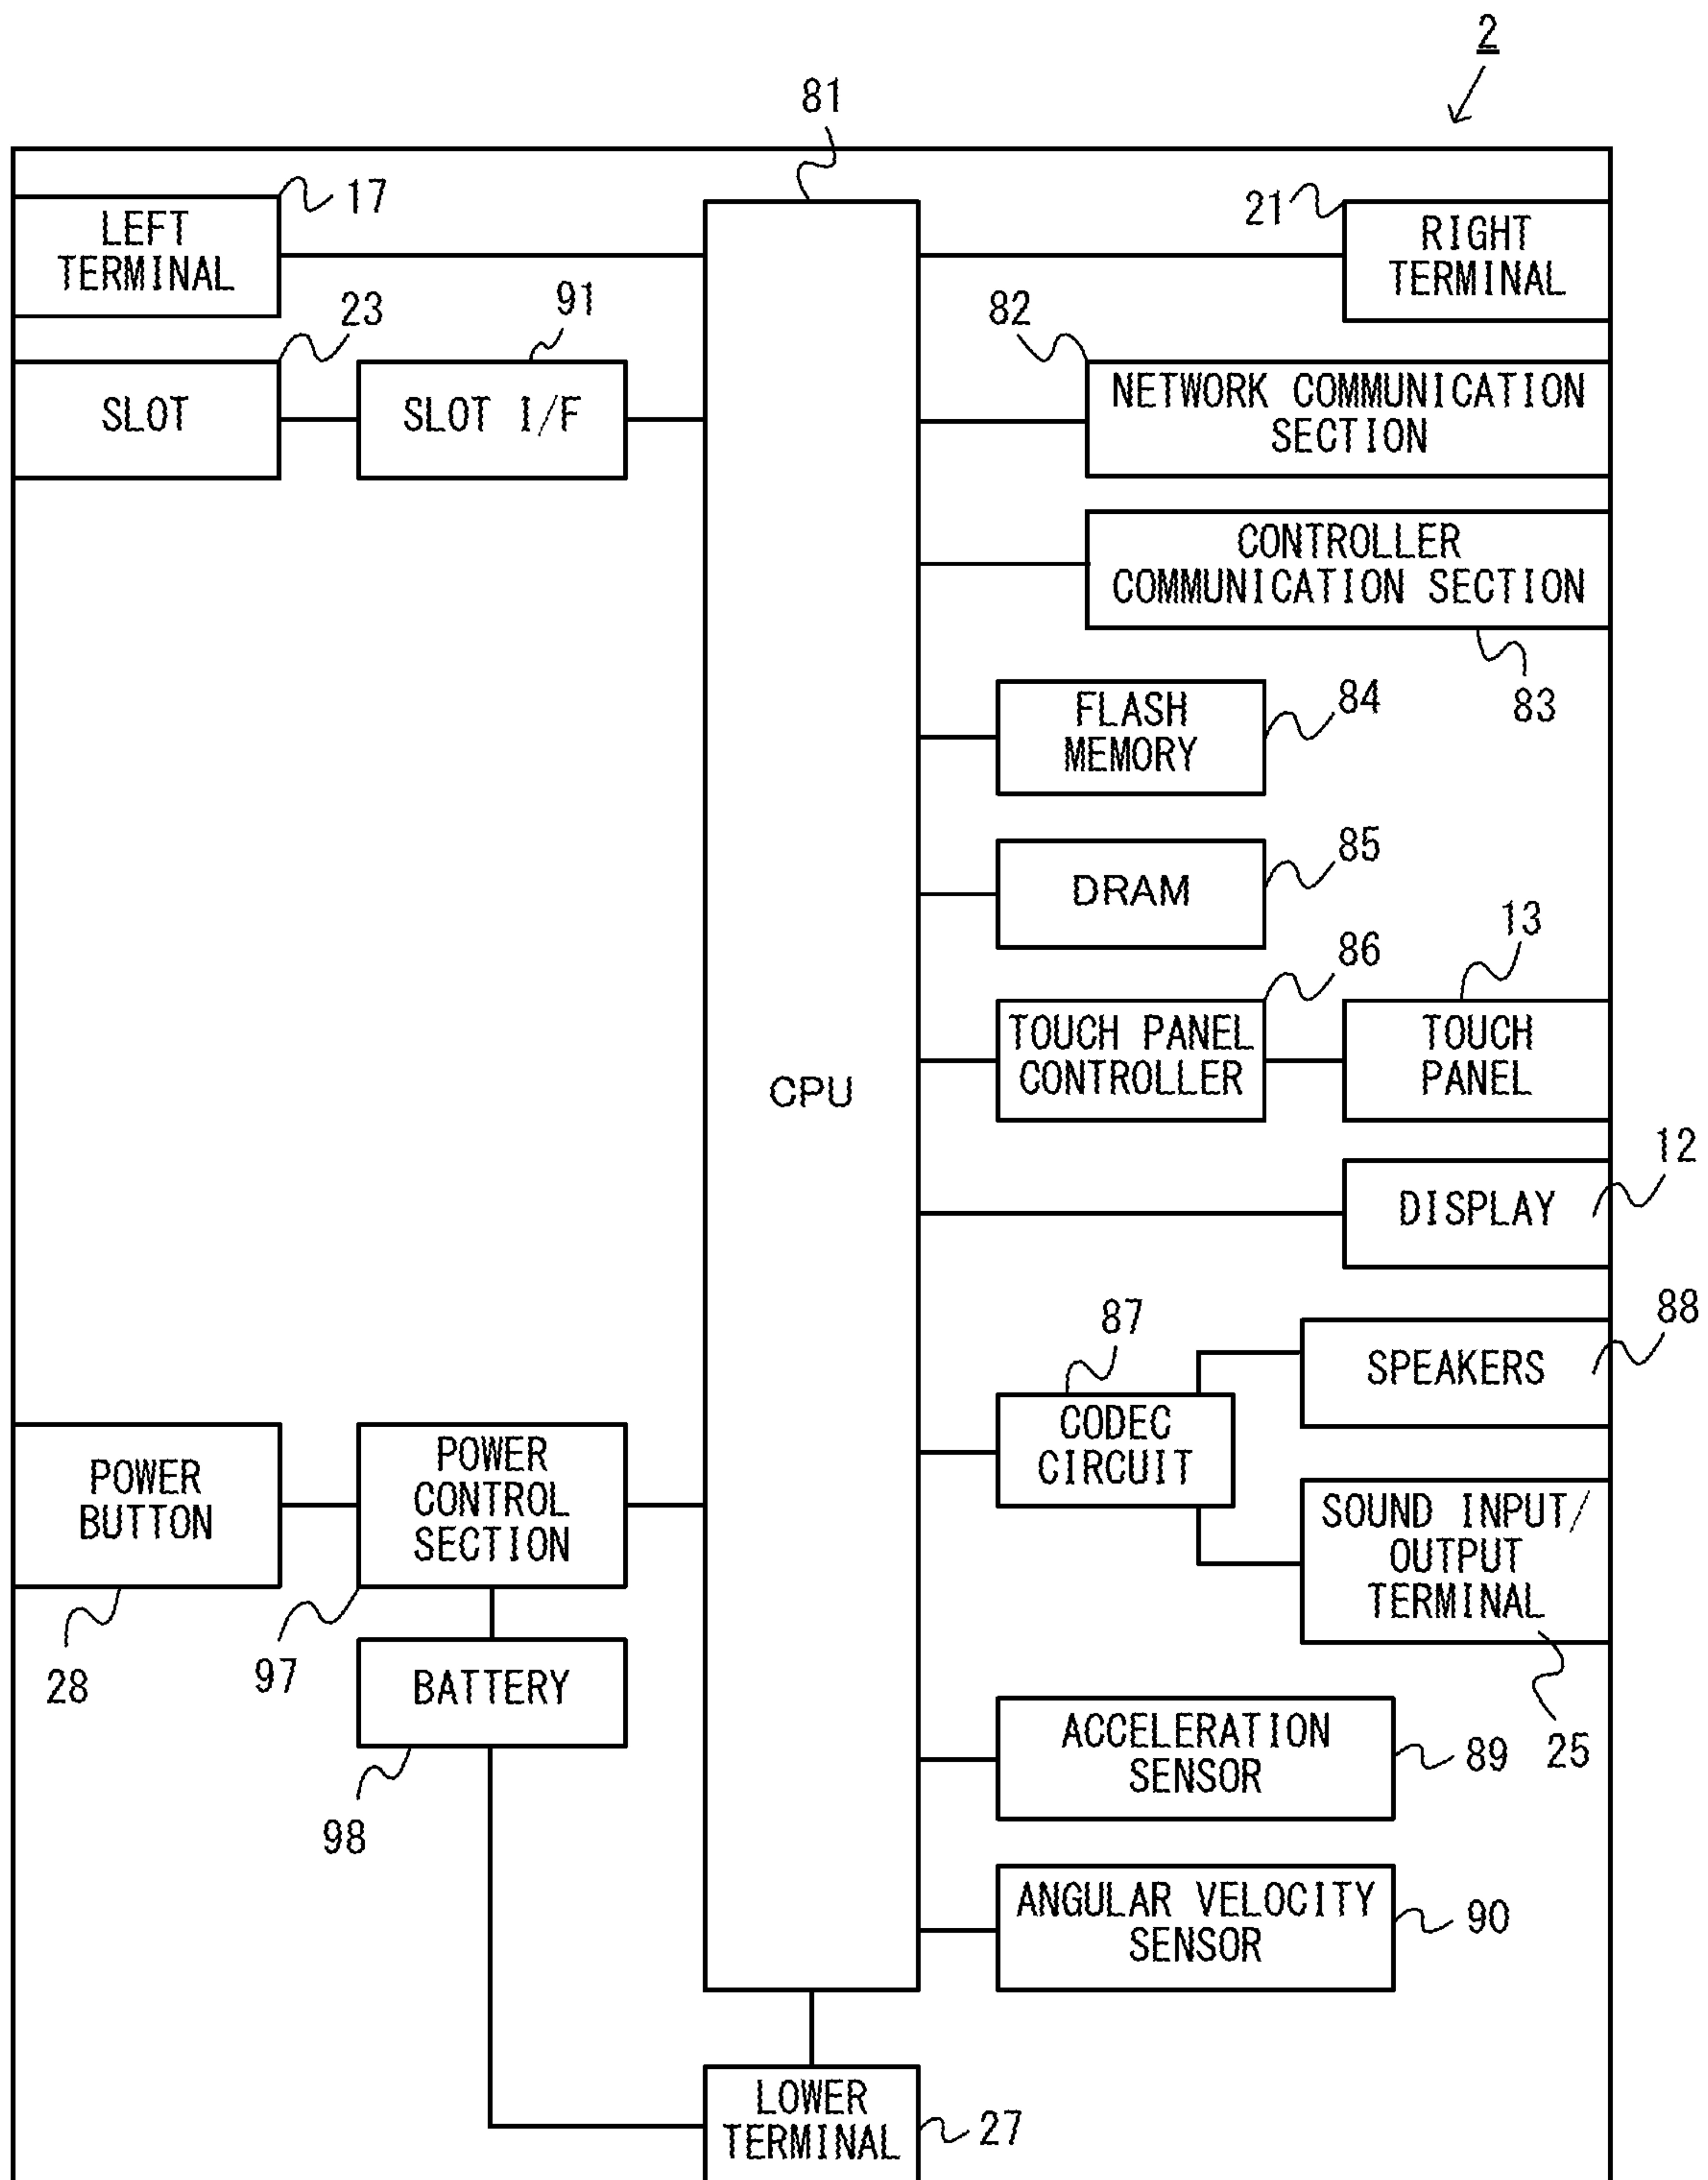 2
81
LEFT
TERMINAL
17
21
RIGHT
TERMINAL
23
91
82
SLOT
SLOT I/F
NETWORK COMMUNICATION
SECTION
CONTROLLER
COMMUNICATION SECTION
83
FLASH
MEMORY
84
DRAM
85
86
13
TOUCH PANEL
CONTROLLER
TOUCH
PANEL
CPU
12
DISPLAY
87
88
SPEAKERS
CODEC
CIRCUIT
POWER
BUTTON
28
POWER
CONTROL
SECTION
97
SOUND INPUT/
OUTPUT
TERMINAL
25
BATTERY
98
ACCELERATION
SENSOR
89
ANGULAR VELOCITY
SENSOR
90
LOWER
TERMINAL
27